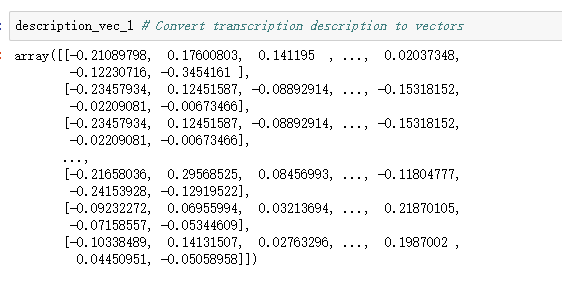 description_vec_1 # Convert transcription description to vectors
array([[-0.21089798, 0.17600803, 0.141195 , ..., 0.02037348,
-0.12230716, -0.3454161 ],
[-0.23457934, 0.12451587, -0.08892914, ..., -0.15318152,
-0.02209081, -0.00673466],
[-0.23457934, 0.12451587, -0.08892914, ..., -0.15318152,
-0.02209081, -0.00673466],
...,
[-0.21658036, 0.29568525, 0.08456993, ..., -0.11804777,
-0.24153928, -0.12919522],
[-0.09232272, 0.06955994, 0.03213694, ..., 0.21870105,
-0.07158557, -0.05344609],
[-0.10338489, 0.14131507, 0.02763296, ..., 0.1987002 ,
0.04450951, -0.05058958]])